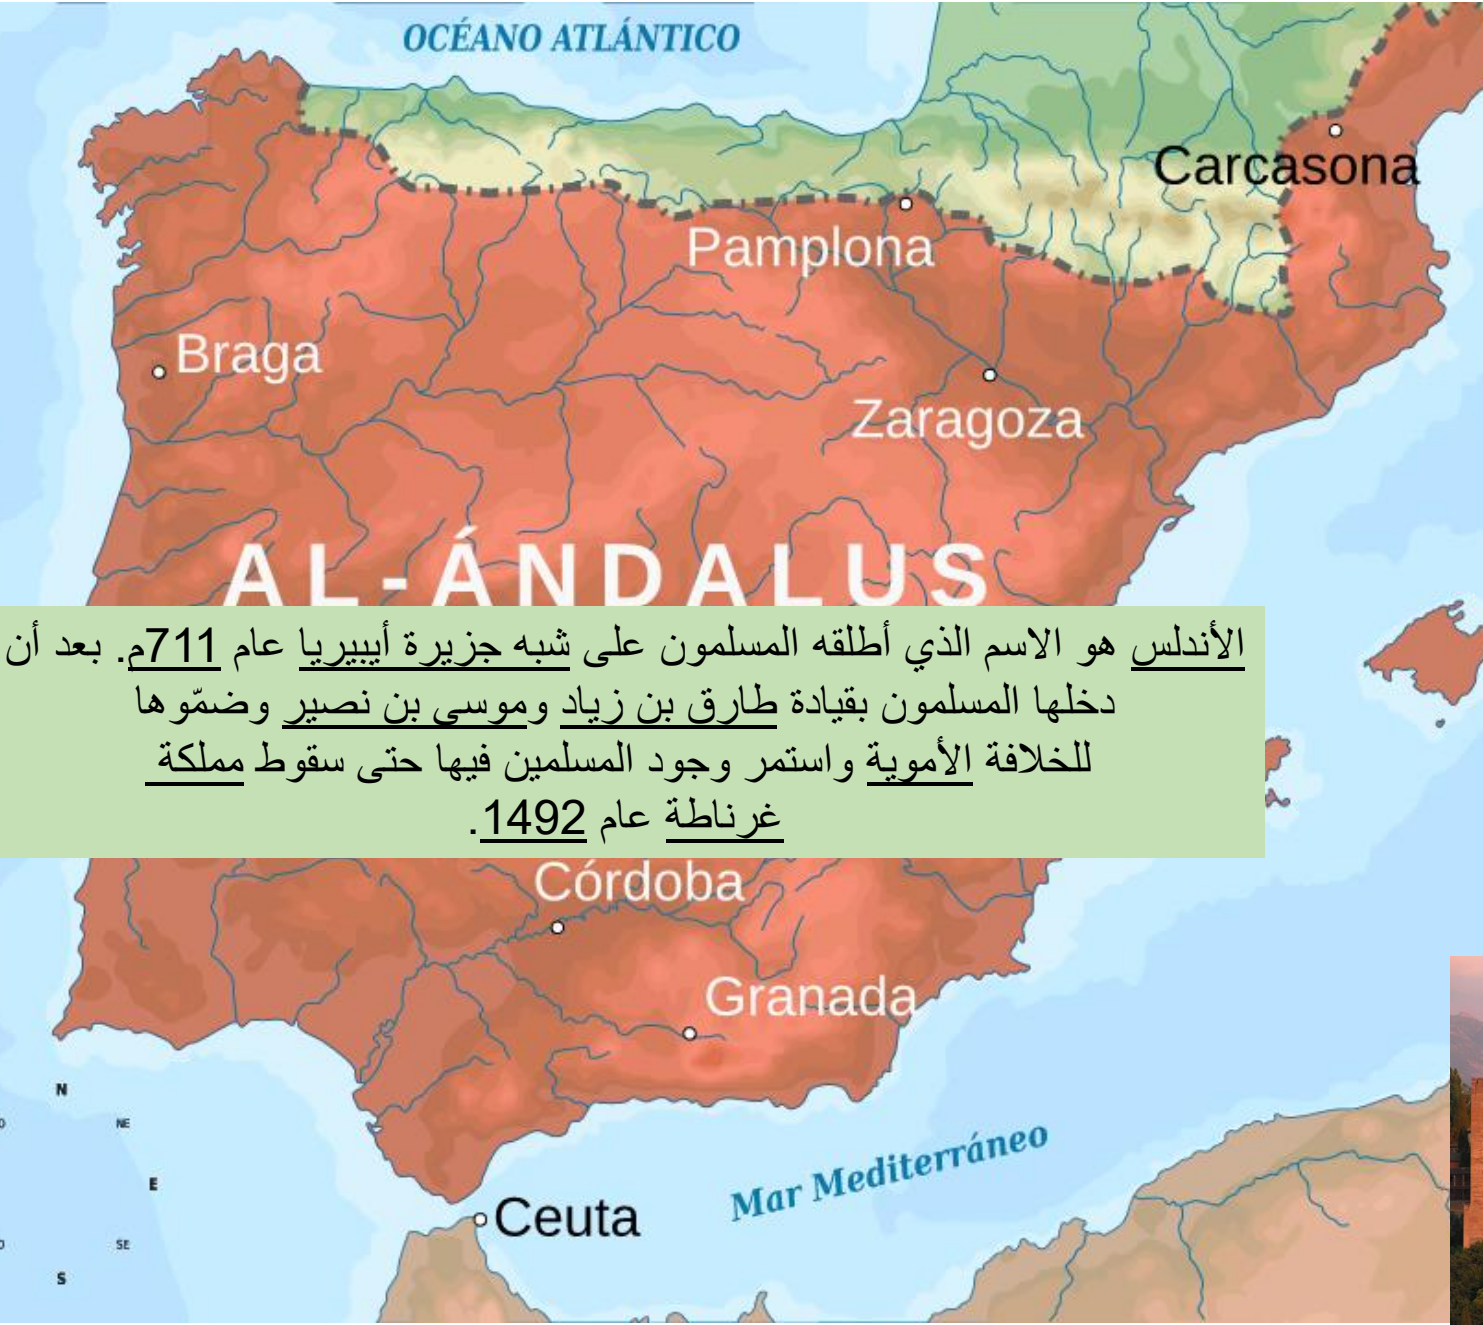 OCÉANO ATLÁNTICO
Carcasona
Pamplona
Braga
Zaragoza
AL-ÁNDALUS
الأندلس هو الاسم الذي أطلقه المسلمون على شبه جزيرة أيبيريا عام 711م. بعد أن
دخلها المسلمون بقيادة طارق بن زياد وموسى بن نصير وضمّوها
للخلافة الأموية واستمر وجود المسلمين فيها حتى سقوط مملكة
غرناطة عام 1492.
Córdoba
Granada
N
NE
E
Mar Mediterráneo
Ceuta
SE
S